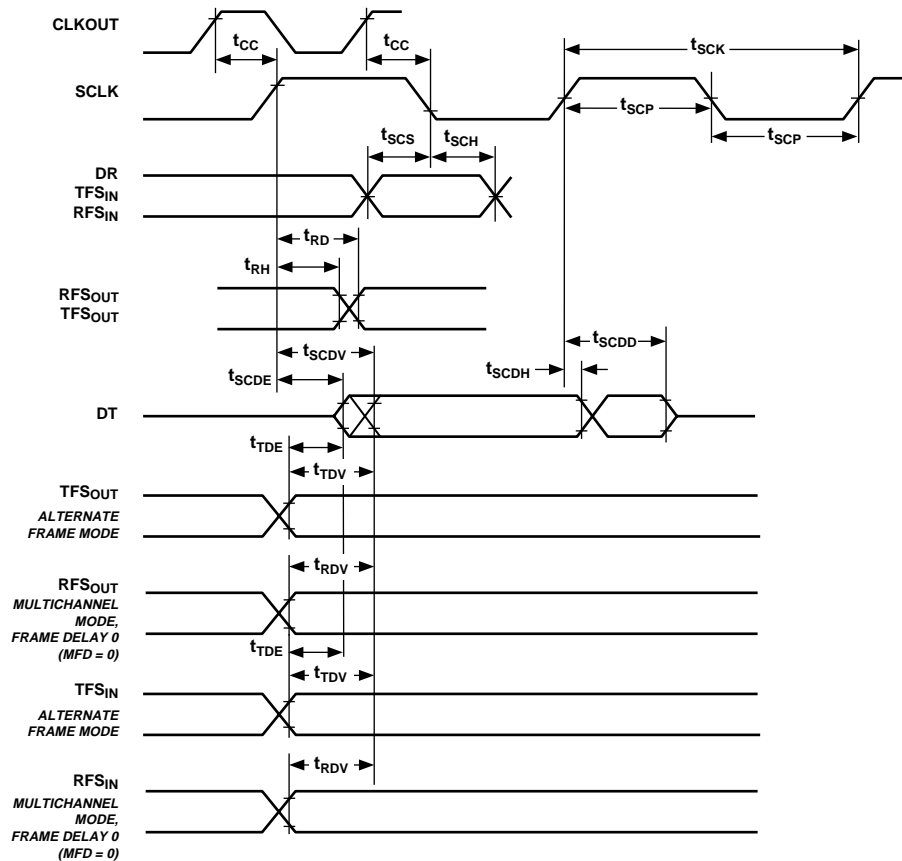 CLKOUT
tCC
tCC
tSCK
SCLK
tSCP
tSCP
tSCS
tSCH
DR
TFSIN
RFSIN
tRD
tRH
RFSOUT
TFSOUT
tSCDV
tSCDD
tSCDE
tSCDH
DT
tTDE
tTDV
TFSOUT
ALTERNATE
FRAME MODE
tRDV
RFSOUT
MULTICHANNEL
MODE,
FRAME DELAY 0
(MFD = 0)
tTDE
tTDV
TFSIN
ALTERNATE
FRAME MODE
tRDV
RFSIN
MULTICHANNEL
MODE,
FRAME DELAY 0
(MFD = 0)